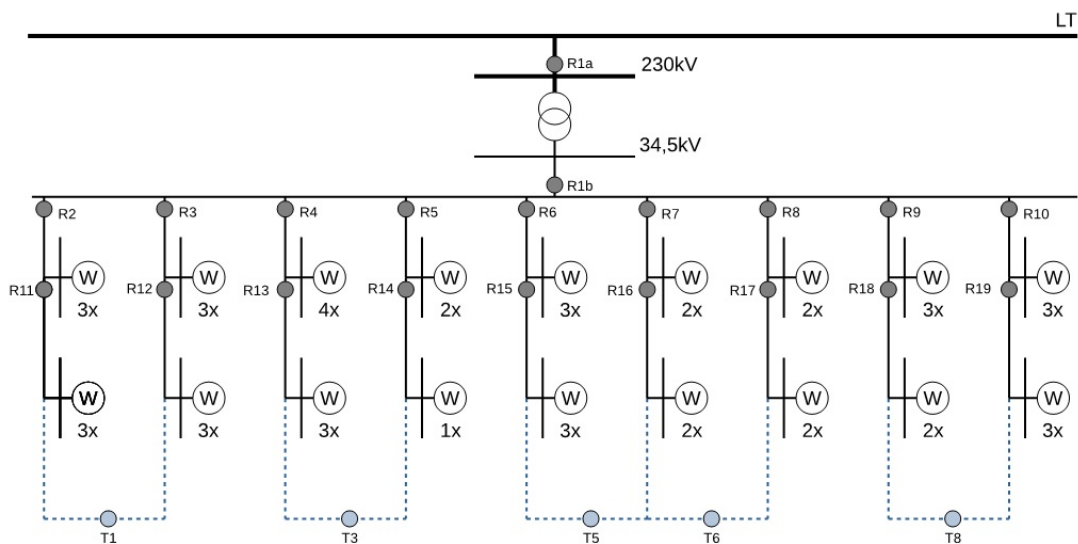 LT
R1a 230kV
34,5kV
R1b
R2 R3 R4 R5 R6 R7 R8 R9 R10
W W W W W W W W W
R11 R12 R13 R14 R15 R16 R17 R18 R19
3x 3x 4x 2x 3x 2x 2x 3x 3x
W W W W W W W W W
3x 3x 3x 1x 3x 2x 2x 2x 3x
T1 T3 T5 T6 T8